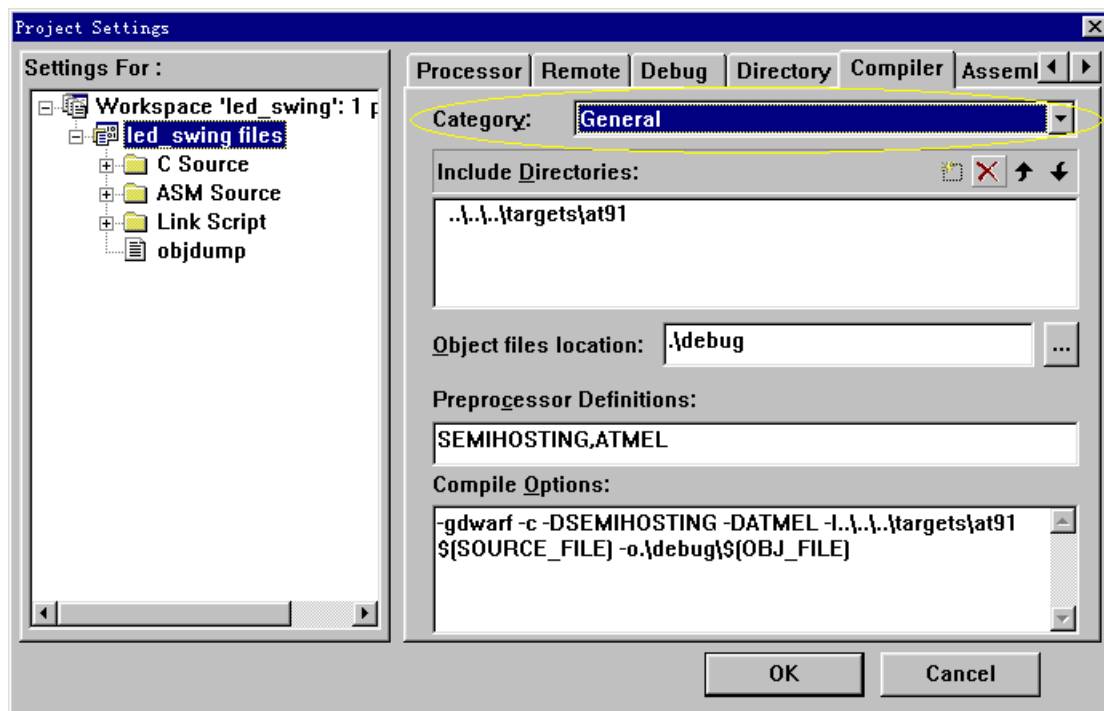 Project Settings
Settings For :
Workspace 'led_swing': 1 p
led_swing files
C Source
ASM Source
Link Script
objdump
Processor Remote Debug Directory Compiler Asseml
Category: General
Include Directories:
..\..\..\targets\at91
Object files location: .\debug ...
Preprocessor Definitions:
SEMIHOSTING,ATMEL
Compile Options:
-gdwarf -c -DSEMIHOSTING -DATMEL -I..\..\..\targets\at91
$(SOURCE_FILE) -o.\debug\$(OBJ_FILE)
OK Cancel